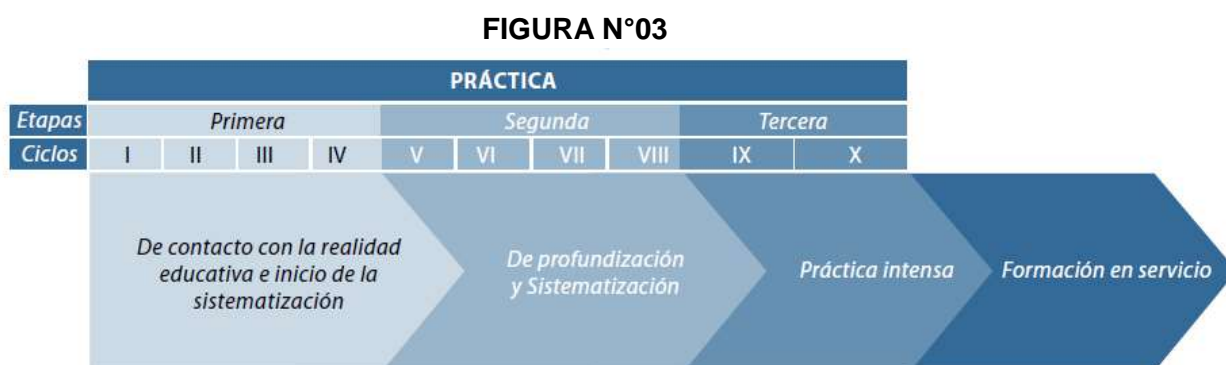 FIGURA N°03
PRÁCTICA
Etapas Primera Segunda Tercera
Ciclos I II III IV V VI VII VIII IX X
De contacto con la realidad
educativa e inicio de la
sistematización
De profundización
y Sistematización
Práctica intensa
Formación en servicio